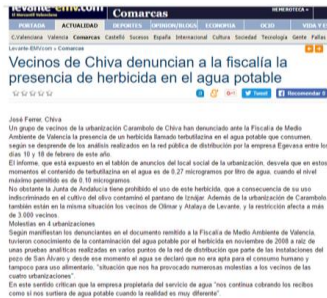 levante-emv.com
El Mercantil Valenciano
Comarcas
HEMEROTECA »
PORTADA ACTUALIDAD DEPORTES OPINION/BLOGS ECONOMÍA OCIO VIDA Y
C.Valenciana Valencia Comarcas Castelló Sucesos España Internacional Cultura Sociedad Tecnología Gente Fallas
Levante-EMV.com » Comarcas
Vecinos de Chiva denuncian a la fiscalía la
presencia de herbicida en el agua potable
Tweet Recomendar 0
José Ferrer, Chiva
Un grupo de vecinos de la urbanización Carambolo de Chiva han denunciado ante la Fiscalía de Medio
Ambiente de Valencia la presencia de un herbicida llamado terbutilazina en el agua potable que consumen,
según se desprende de los análisis realizados en la red pública de distribución por la empresa Egevasa entre los
días 10 y 18 de febrero de este año.
El informe, que está expuesto en el tablón de anuncios del local social de la urbanización, desvela que en estos
momentos el contenido de terbutilazina en el agua es de 0,27 microgramos por litro de agua, cuando el nivel
máximo permitido es de 0,10 microgramos.
No obstante la Junta de Andalucía tiene prohibido el uso de este herbicida, que a consecuencia de su uso
indiscriminado en el cultivo del olivo contaminó el pantano de Iznájar. Además de la urbanización de Carambolo
también están en la misma situación los vecinos de Olimar y Atalaya de Levante, y la restricción afecta a más
de 3.000 vecinos.
Molestias en 4 urbanizaciones
Según manifiestan los denunciantes en el documento remitido a la Fiscalía de Medio Ambiente de Valencia,
tuvieron conocimiento de la contaminación del agua potable por el herbicida en noviembre de 2008 a raíz de
unas pruebas analíticas realizadas en varios puntos de la red de distribución que parte de las instalaciones del
pozo de San Álvaro y desde ese momento el agua se declaró que no era apta para el consumo humano y
tampoco para uso alimentario, "situación que nos ha provocado numerosas molestias a los vecinos de las
cuatro urbanizaciones".
En este sentido critican que la empresa propietaria del servicio de agua "nos continua cobrando los recibos
como si nos surtiera de agua potable cuando la realidad es muy diferente".